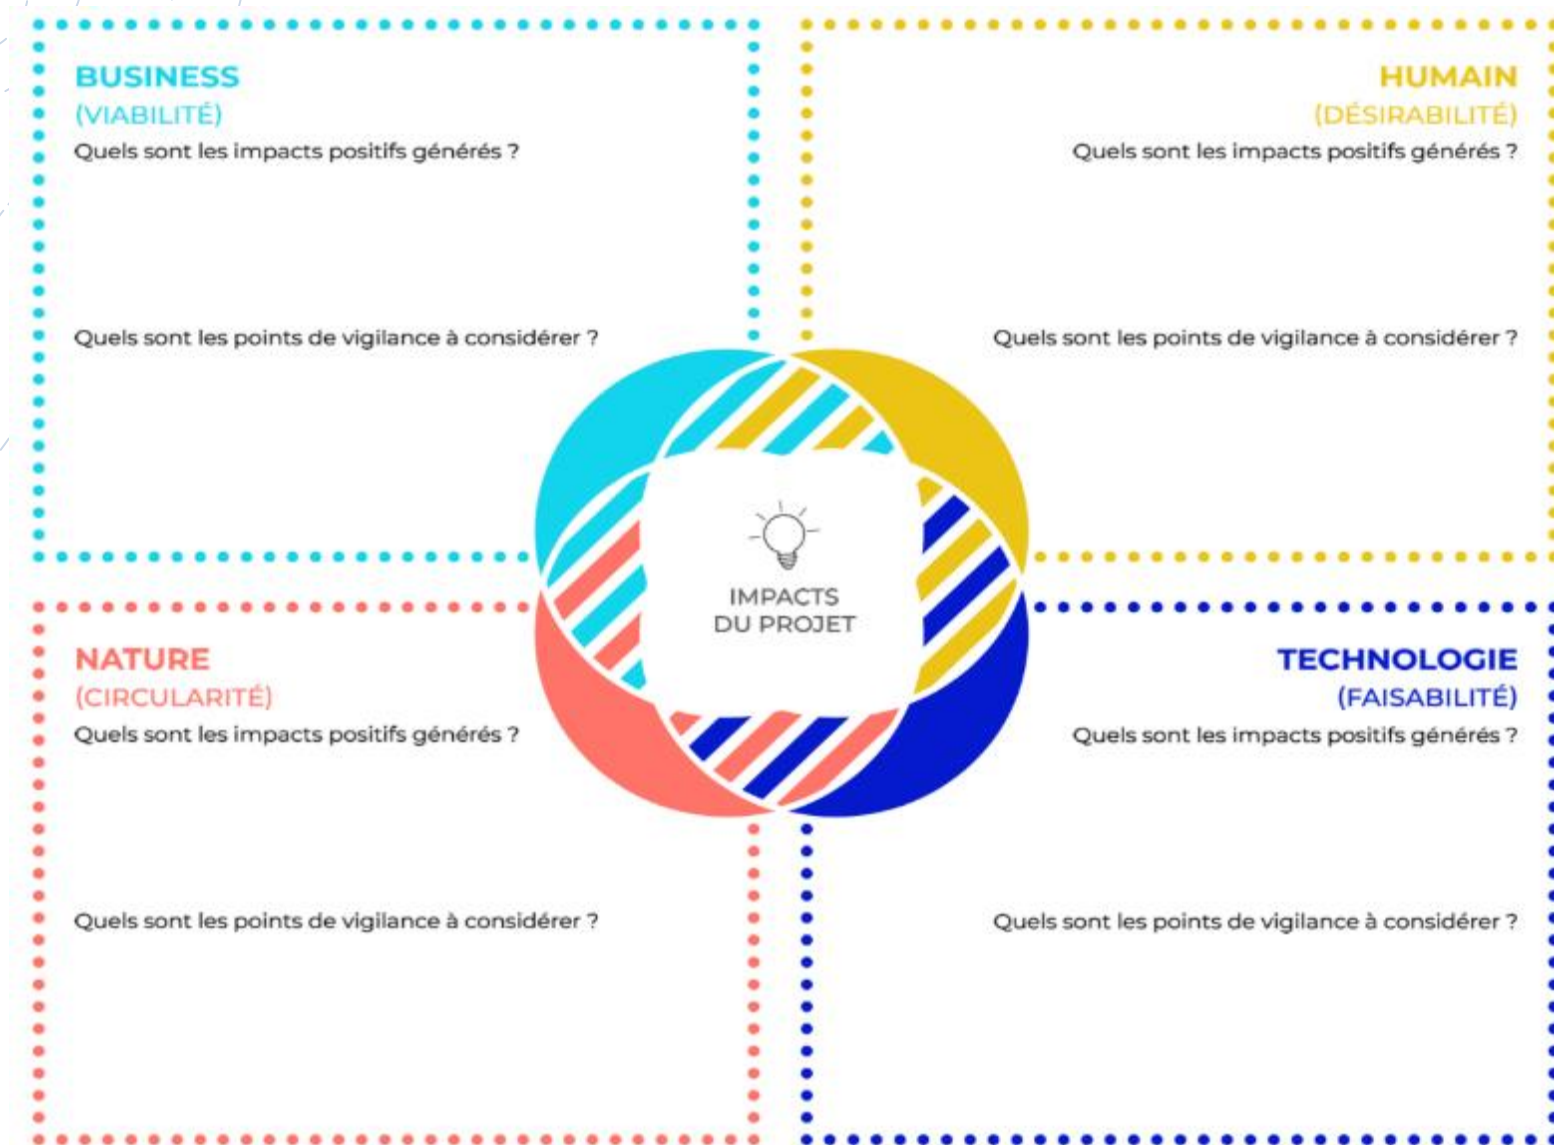 BUSINESS
(VIABILITÉ)
Quels sont les impacts positifs générés ?
Quels sont les points de vigilance à considérer ?
HUMAIN
(DÉSIRABILITÉ)
Quels sont les impacts positifs générés ?
Quels sont les points de vigilance à considérer ?
IMPACTS
DU PROJET
NATURE
(CIRCULARITÉ)
Quels sont les impacts positifs générés ?
Quels sont les points de vigilance à considérer ?
TECHNOLOGIE
(FAISABILITÉ)
Quels sont les impacts positifs générés ?
Quels sont les points de vigilance à considérer ?